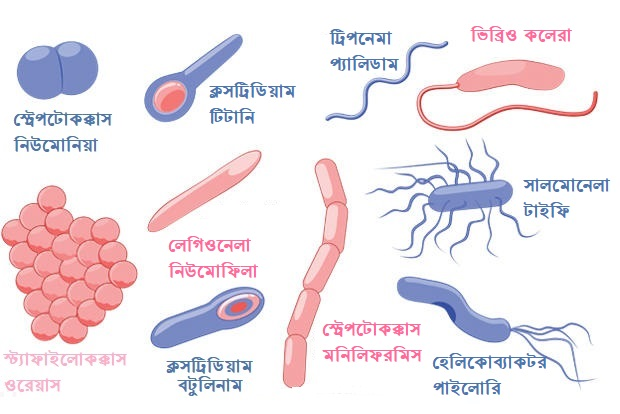 স্ট্রেপটোকক্কাস
নিউমোনিয়া
ক্লসট্রিডিয়াম
টিটানি
ট্রিপনেমা
প্যালিডাম
ভিব্রিও কলেরা
লেগিওনেলা
নিউমোফিলা
সালমোনেলা
টাইফি
স্ট্যাফাইলোকক্কাস
ওরেয়াস
ক্লসট্রিডিয়াম
বটুলিনাম
স্ট্রেপটোকক্কাস
মনিলিফরমিস
হেলিকোব্যাকটর
পাইলোরি